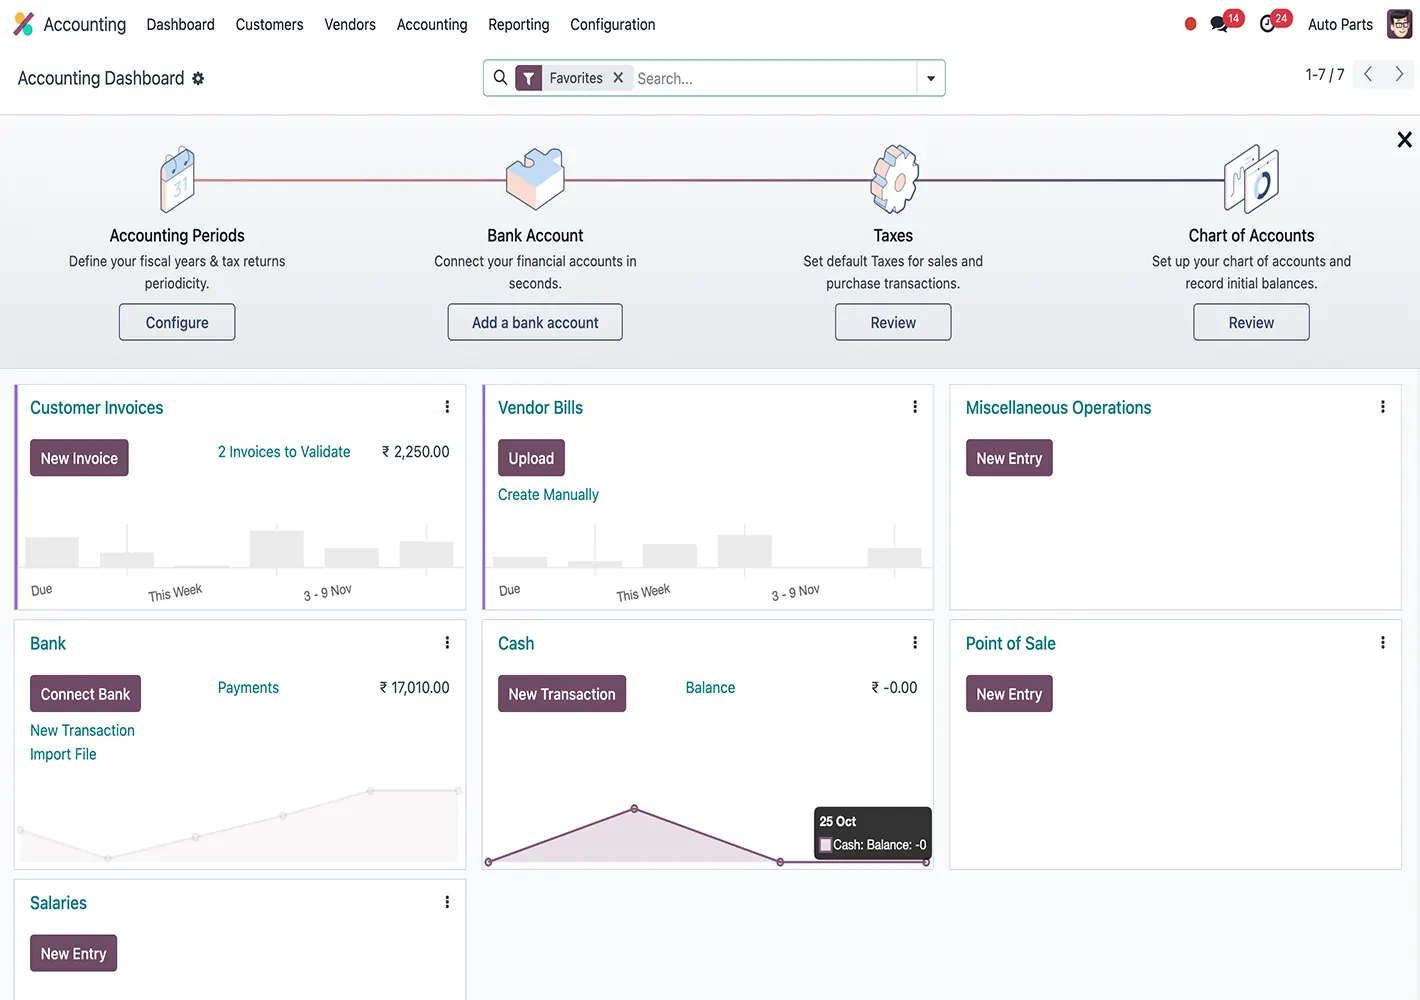 Accounting Dashboard Customers Vendors Accounting Reporting Configuration 14 24 Auto Parts
Accounting Dashboard Favorites Search... 1-7 / 7
31
Accounting Periods
Define your fiscal years & tax returns
periodicity.
Configure
Bank Account
Connect your financial accounts in
seconds.
Add a bank account
Taxes
Set default Taxes for sales and
purchase transactions.
Review
Chart of Accounts
Set up your chart of accounts and
record initial balances.
Review
Customer Invoices
New Invoice 2 Invoices to Validate ₹ 2,250.00
Due This Week 3 - 9 Nov
Vendor Bills
Upload
Create Manually
Due This Week 3 - 9 Nov
Miscellaneous Operations
New Entry
Bank
Connect Bank Payments ₹ 17,010.00
New Transaction
Import File
Cash
New Transaction Balance ₹ -0.00
25 Oct
Cash: Balance: -0
Point of Sale
New Entry
Salaries
New Entry